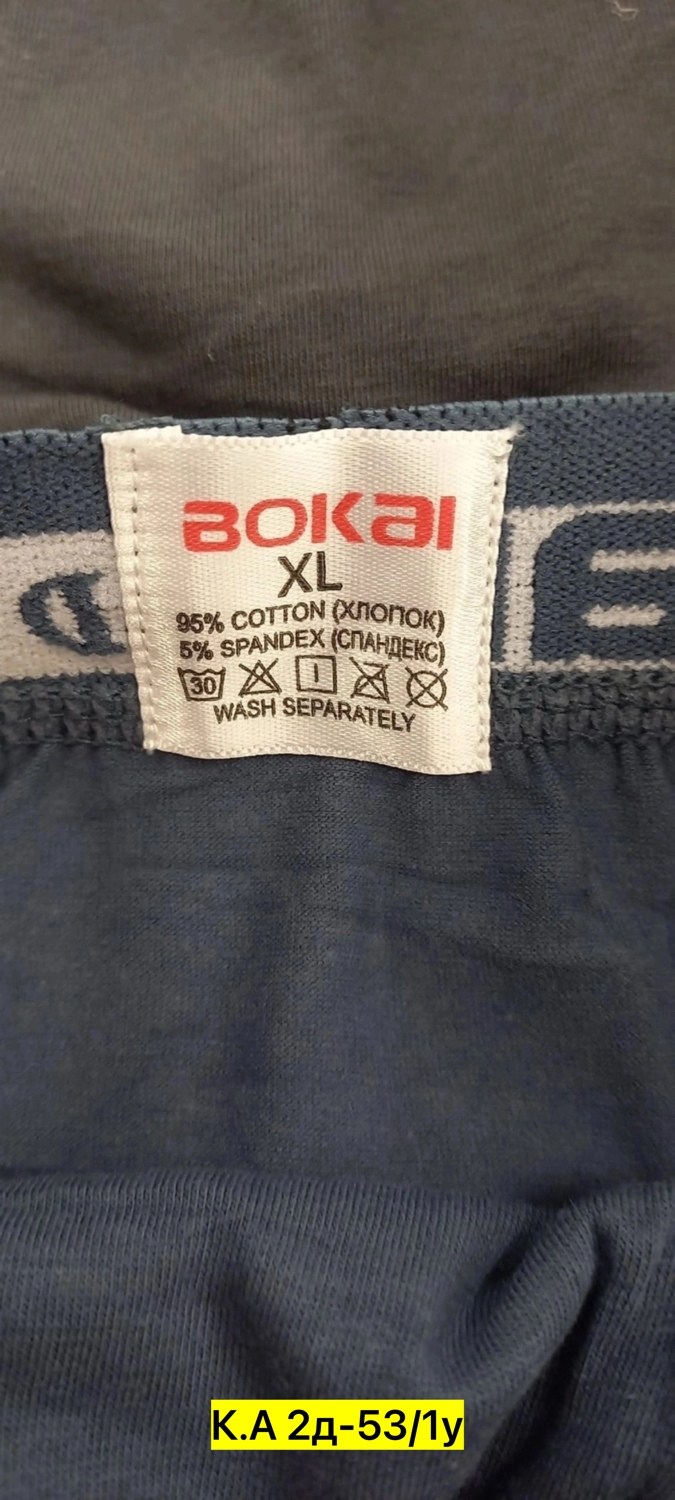 BOKAI
XL
95% COTTON (ХЛОПОК)
5% SPANDEX (СПАНДЕКС)
30
WASH SEPARATELY
К.А 2д-53/1у